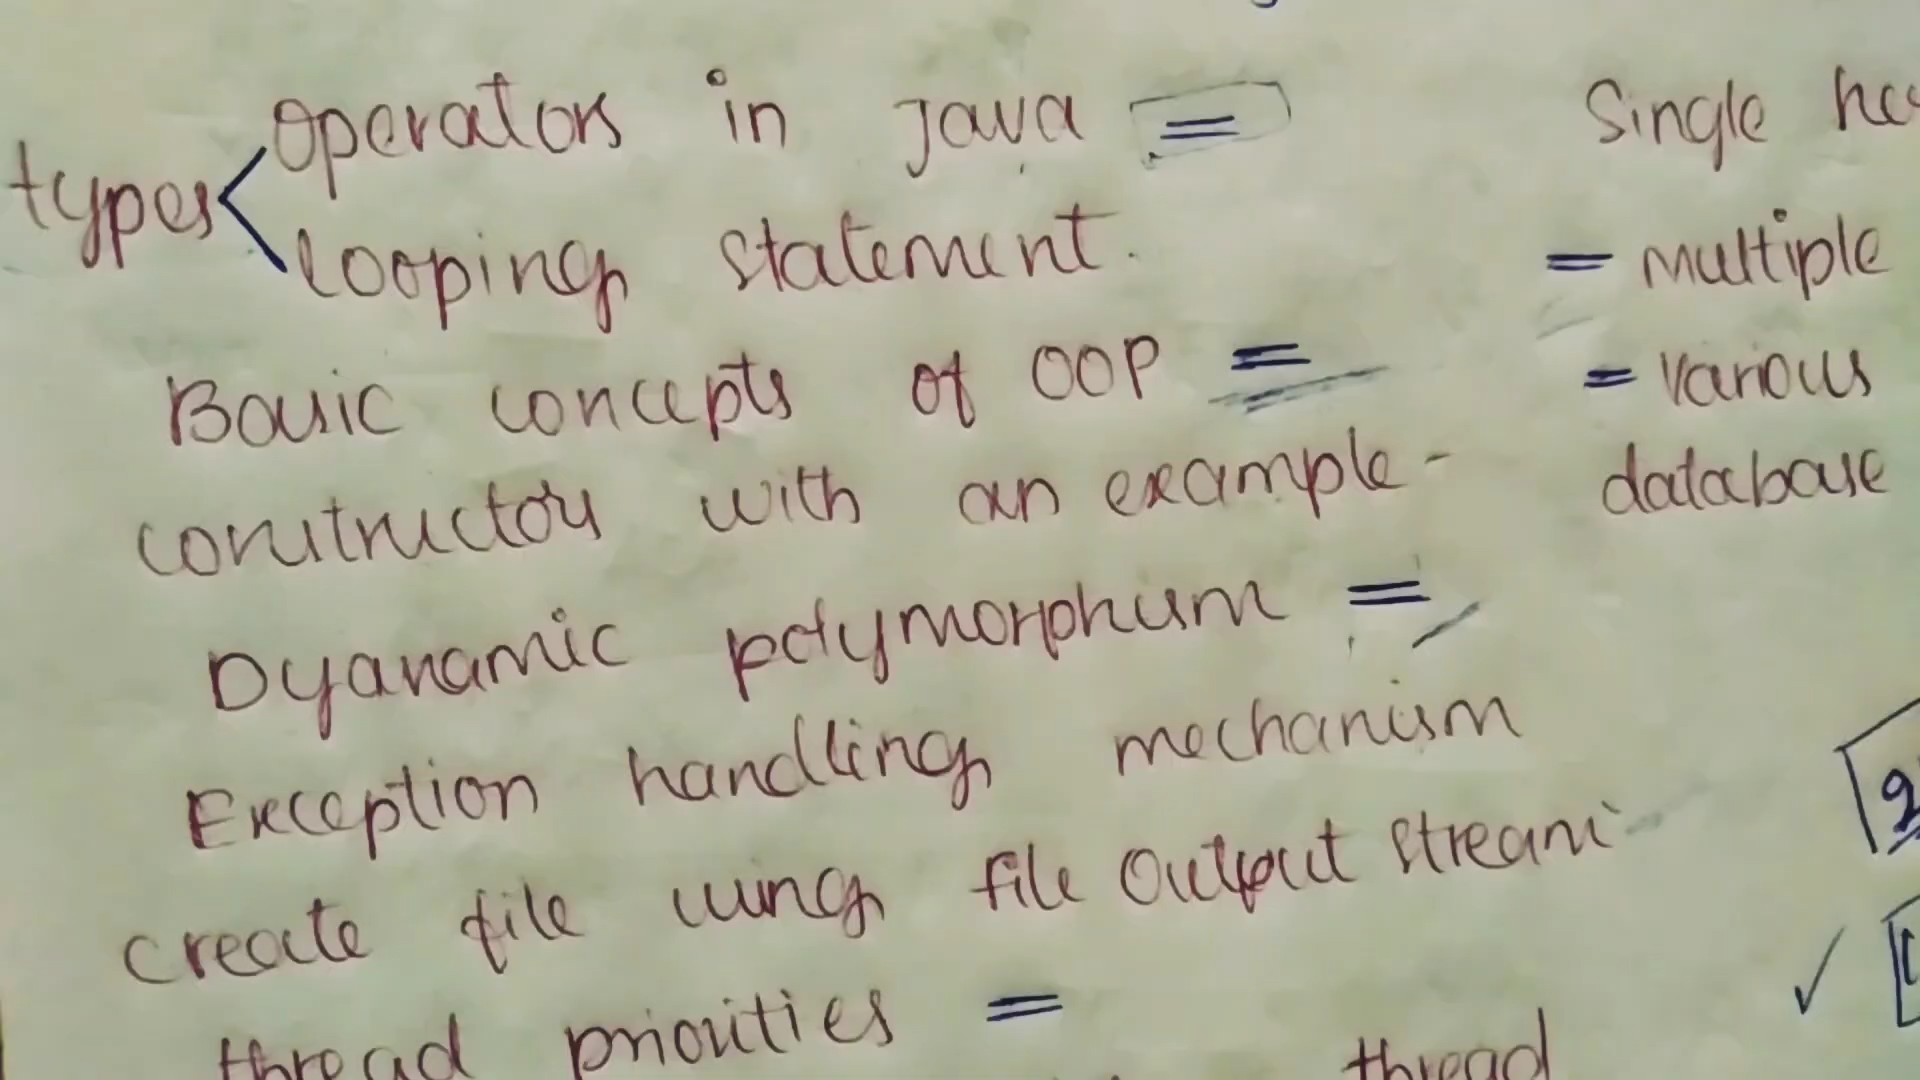 types < Operators in Java =
looping statement.
Basic concepts of OOP =
constructors with an example -
Dyanamic polymorphism =
Exception handling mechanism
create file using file Output stream
thread priorities =
Single
= multiple
= various
database
thread